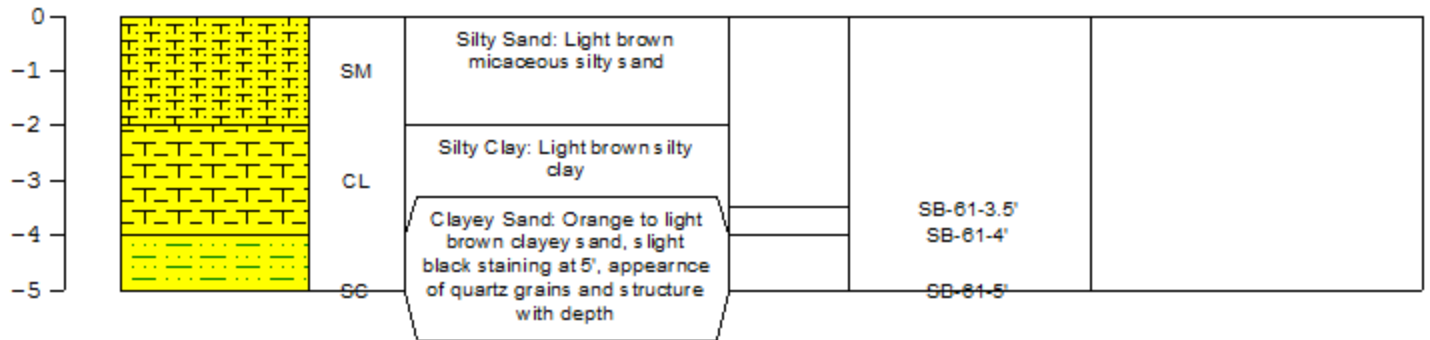 0
Silty Sand: Light brown
micaceous silty sand
-1
SM
-2
Silty Clay: Light brown silty
clay
-3
CL
SB-61-3.5'
Clayey Sand: Orange to light
brown clayey sand, slight
black staining at 5', appearnce
of quartz grains and structure
with depth
-4
SB-61-4'
-5
SC
SB-61-5'